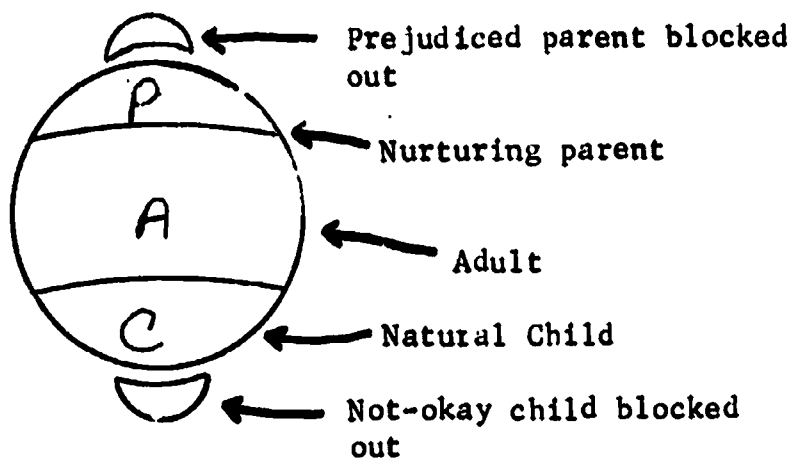 Prejudiced parent blocked
out
P
Nurturing parent
A
Adult
C
Natural Child
Not-okay child blocked
out